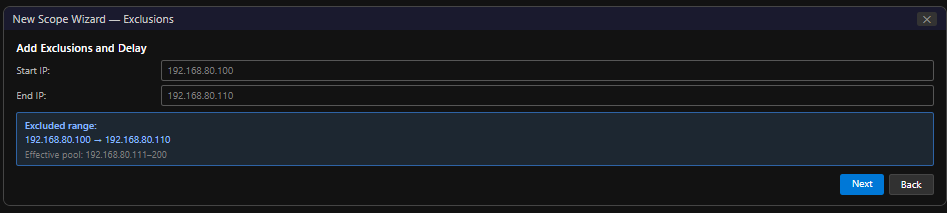 New Scope Wizard — Exclusions
Add Exclusions and Delay
Start IP: 192.168.80.100
End IP: 192.168.80.110
Excluded range:
192.168.80.100 → 192.168.80.110
Effective pool: 192.168.80.111–200
Next Back